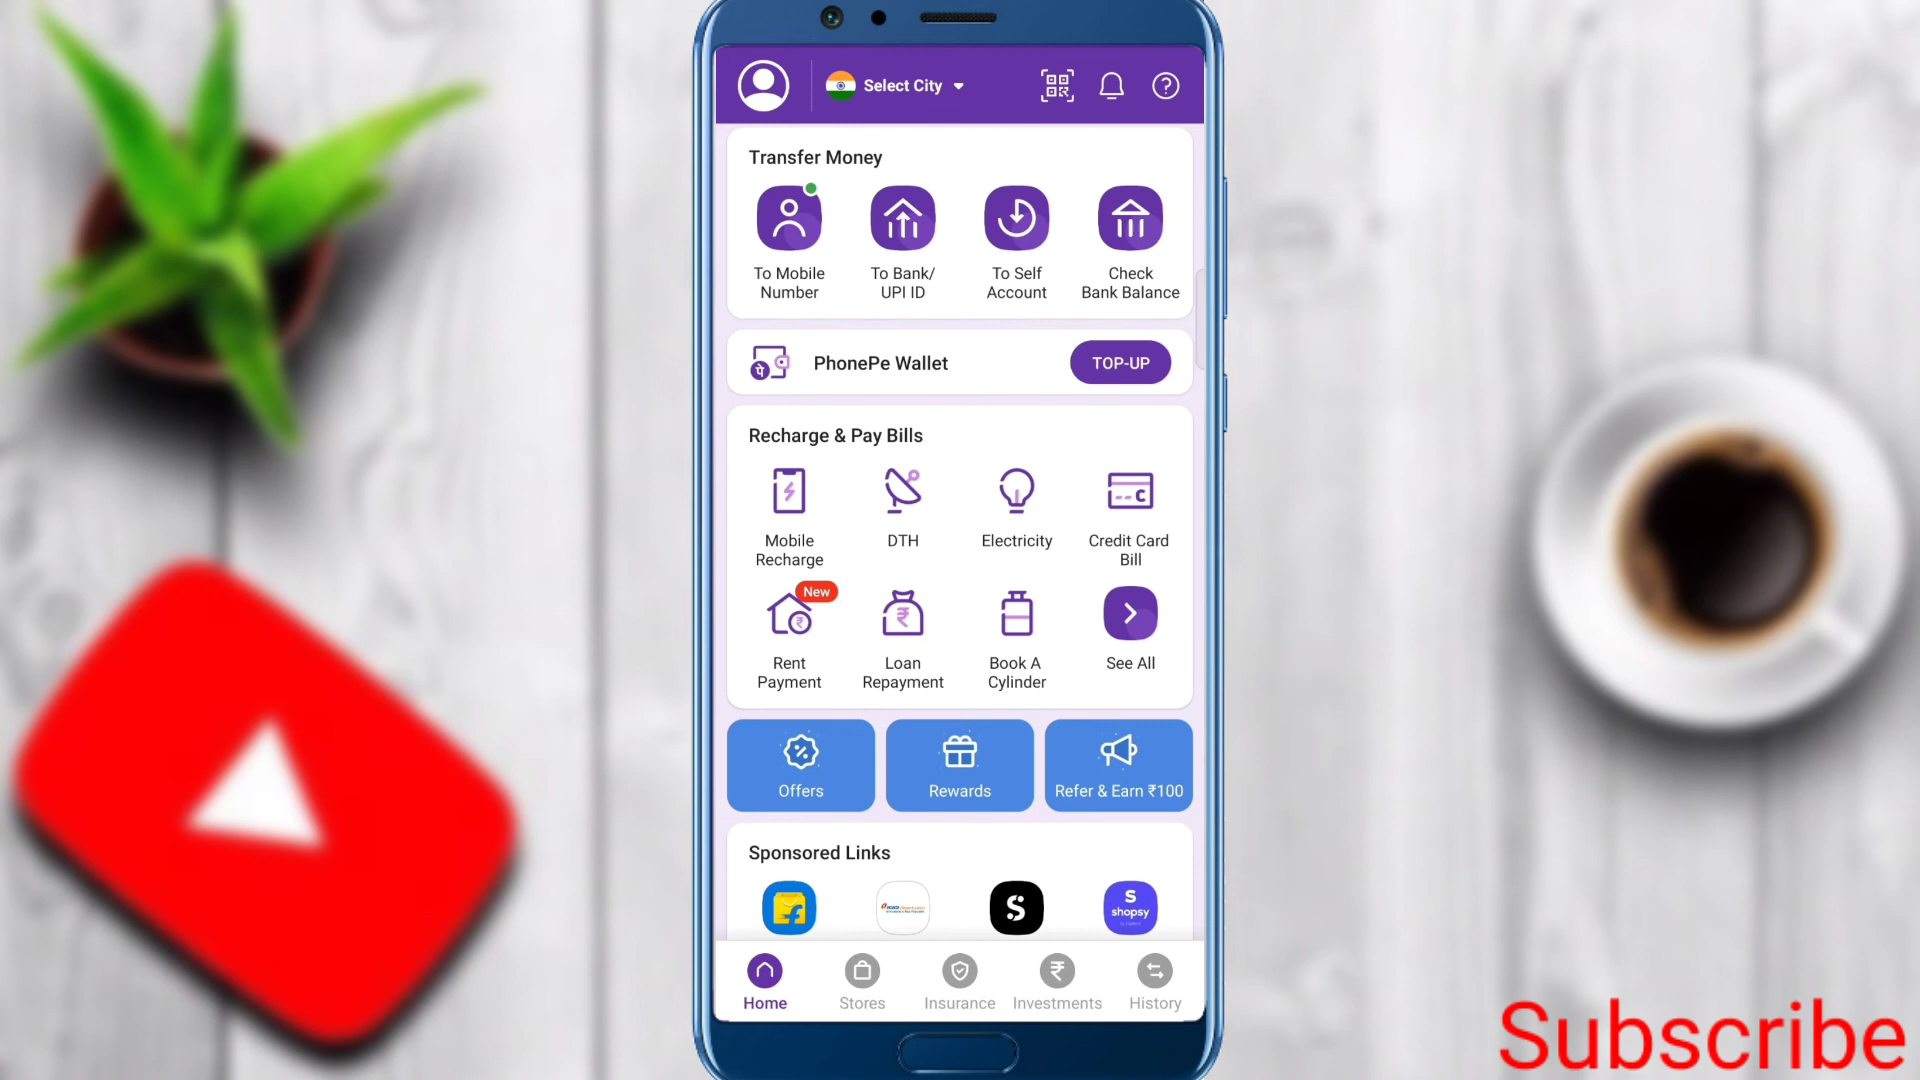 Select City
Transfer Money
To Mobile
Number
To Bank/
UPI ID
To Self
Account
Check
Bank Balance
पे
PhonePe Wallet
TOP-UP
Recharge & Pay Bills
Mobile
Recharge
DTH
Electricity
C
Credit Card
Bill
New
Rent
Payment
Loan
Repayment
Book A
Cylinder
See All
Offers
Rewards
Refer & Earn ₹100
Sponsored Links
S
shopsy
Home
Stores
Insurance
Investments
History
Subscribe